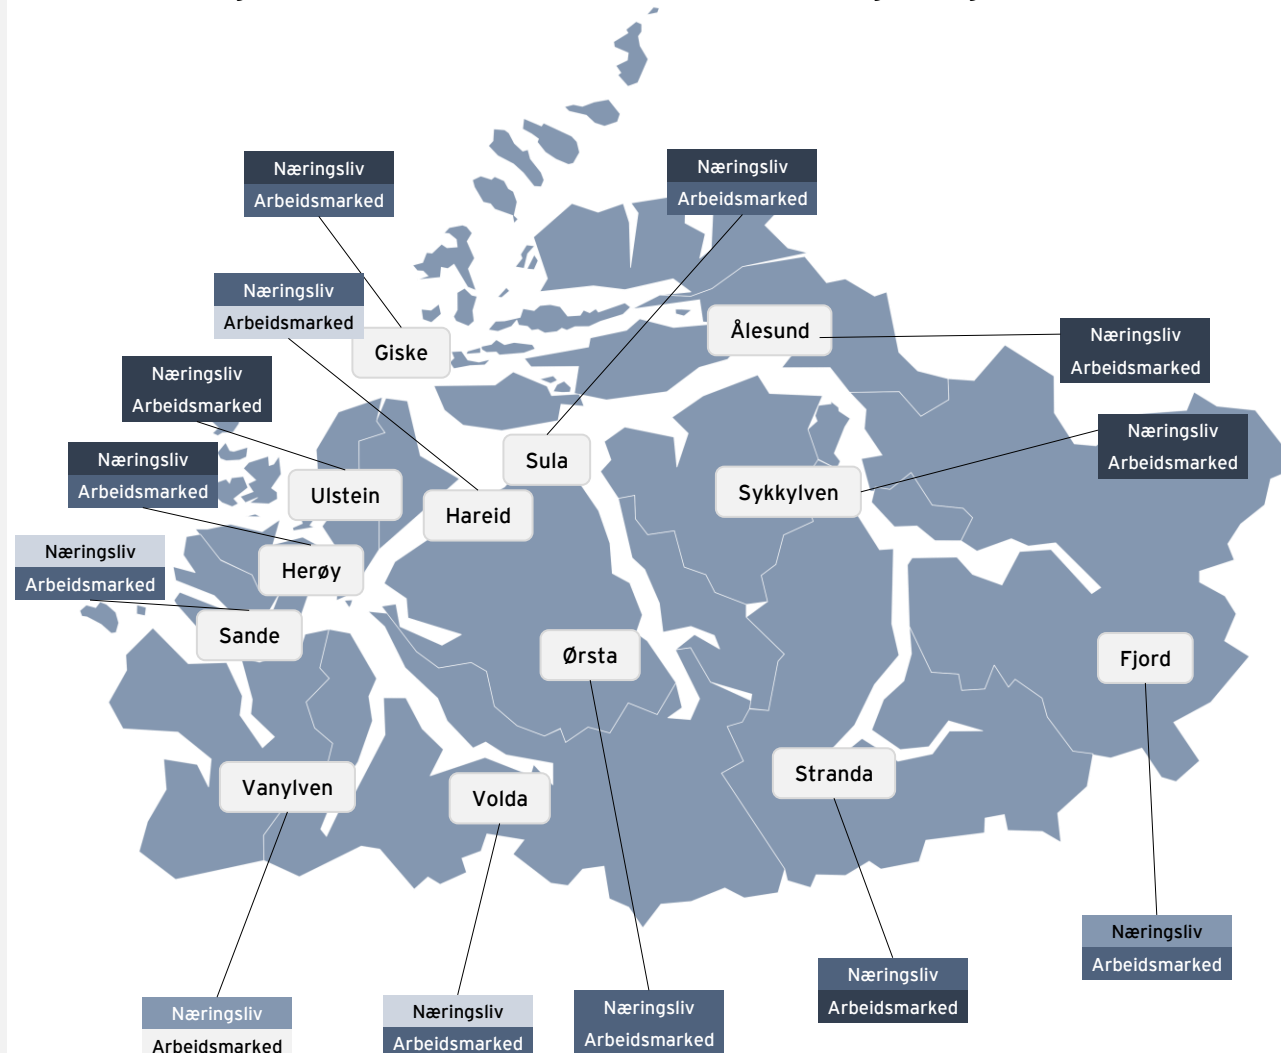 Næringsliv
Arbeidsmarked
Næringsliv
Arbeidsmarked
Næringsliv
Arbeidsmarked
Giske
Ålesund
Næringsliv
Arbeidsmarked
Næringsliv
Arbeidsmarked
Næringsliv
Arbeidsmarked
Næringsliv
Arbeidsmarked
Sula
Ulstein
Hareid
Sykkylven
Næringsliv
Arbeidsmarked
Herøy
Sande
Ørsta
Fjord
Vanylven
Volda
Stranda
Næringsliv
Arbeidsmarked
Næringsliv
Arbeidsmarked
Næringsliv
Arbeidsmarked
Næringsliv
Arbeidsmarked
Næringsliv
Arbeidsmarked